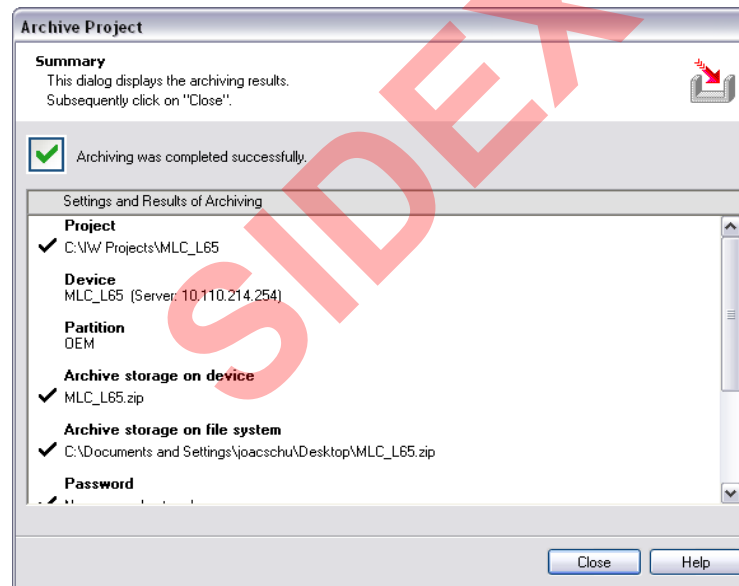 Archive Project
Summary
This dialog displays the archiving results.
Subsequently click on "Close".
Archiving was completed successfully.
Settings and Results of Archiving
Project
C:\IW Projects\MLC_L65
Device
MLC_L65 (Server: 10.110.214.254)
Partition
OEM
Archive storage on device
MLC_L65.zip
Archive storage on file system
C:\Documents and Settings\joacschu\Desktop\MLC_L65.zip
Password
Close Help
SIDEX